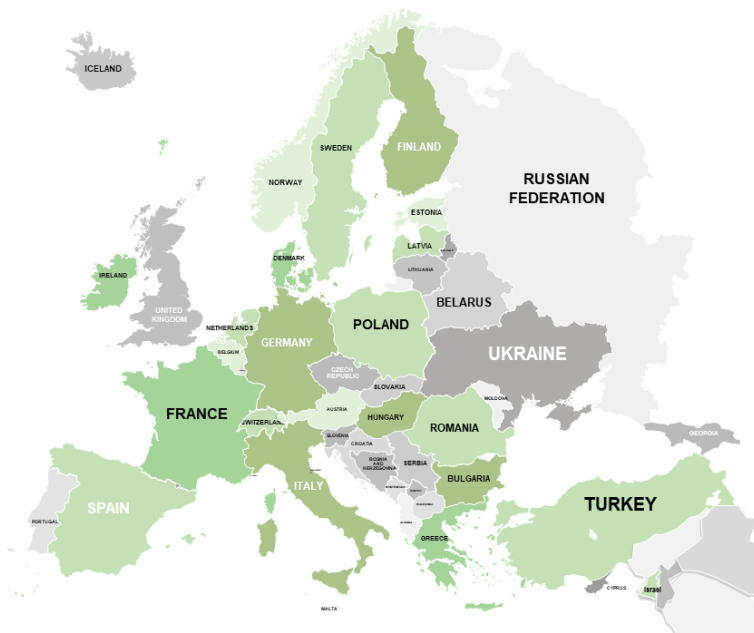 ICELAND
SWEDEN
FINLAND
NORWAY
RUSSIAN
FEDERATION
ESTONIA
LATVIA
DENMARK
LITHUANIA
IRELAND
BELARUS
UNITED
KINGDOM
NETHERLANDS
POLAND
GERMANY
BELGIUM
UKRAINE
CZECH
REPUBLIC
SLOVAKIA
MOLDOVA
AUSTRIA
FRANCE
HUNGARY
SWITZERLAND
ROMANIA
SLOVENIA
GEORGIA
CROATIA
BOSNIA
AND
HERZEGOVINA
SERBIA
BULGARIA
ITALY
SPAIN
TURKEY
PORTUGAL
GREECE
CYPRUS
Israel
MALTA